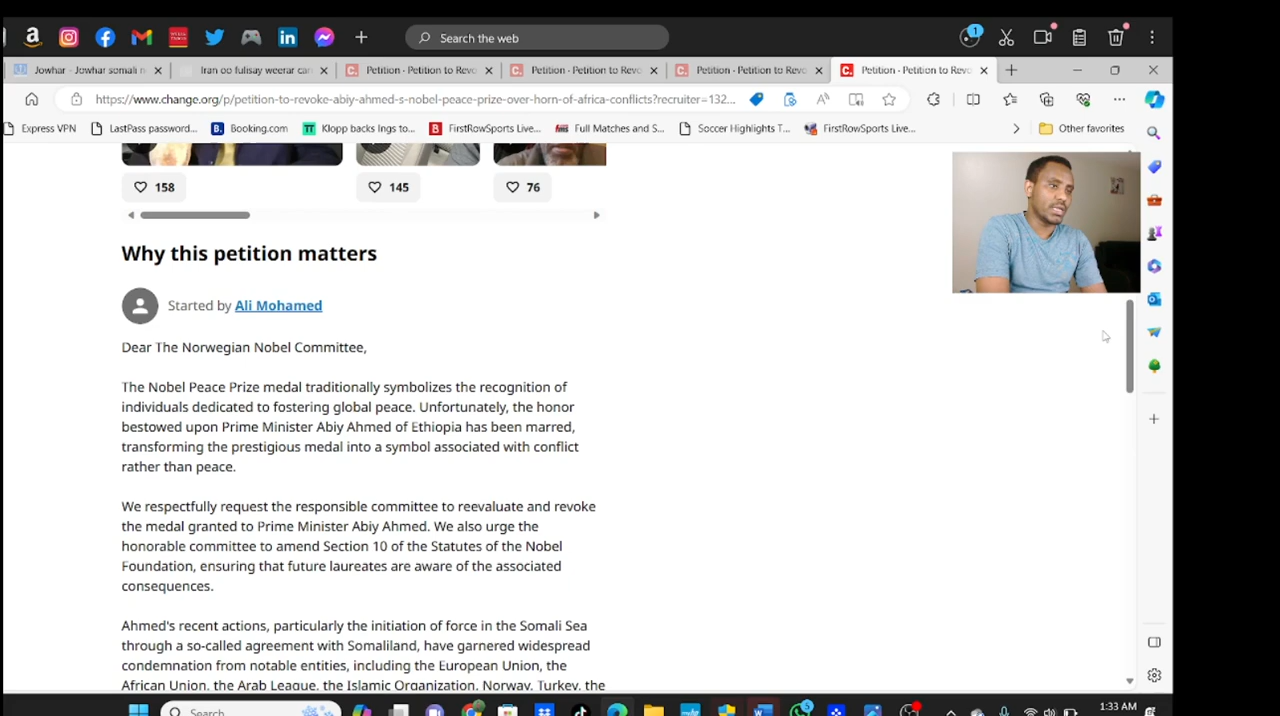 Search the web
1
Jowhar - Jowhar somali n
Iran oo fulisay weerar car
Petition · Petition to Revo
Petition · Petition to Revo
Petition · Petition to Revo
Petition · Petition to Revo
https://www.change.org/p/petition-to-revoke-abiy-ahmed-s-nobel-peace-prize-over-horn-of-africa-conflicts?recruiter=132...
Express VPN
LastPass password...
Booking.com
Klopp backs Ings to...
FirstRowSports Live...
Full Matches and S...
Soccer Highlights T...
FirstRowSports Live...
Other favorites
158
145
76
Why this petition matters
Started by Ali Mohamed
Dear The Norwegian Nobel Committee,
The Nobel Peace Prize medal traditionally symbolizes the recognition of
individuals dedicated to fostering global peace. Unfortunately, the honor
bestowed upon Prime Minister Abiy Ahmed of Ethiopia has been marred,
transforming the prestigious medal into a symbol associated with conflict
rather than peace.
We respectfully request the responsible committee to reevaluate and revoke
the medal granted to Prime Minister Abiy Ahmed. We also urge the
honorable committee to amend Section 10 of the Statutes of the Nobel
Foundation, ensuring that future laureates are aware of the associated
consequences.
Ahmed's recent actions, particularly the initiation of force in the Somali Sea
through a so-called agreement with Somaliland, have garnered widespread
condemnation from notable entities, including the European Union, the
African Union, the Arab League, the Islamic Organization, Norway, Turkey, the
Search
1:33 AM